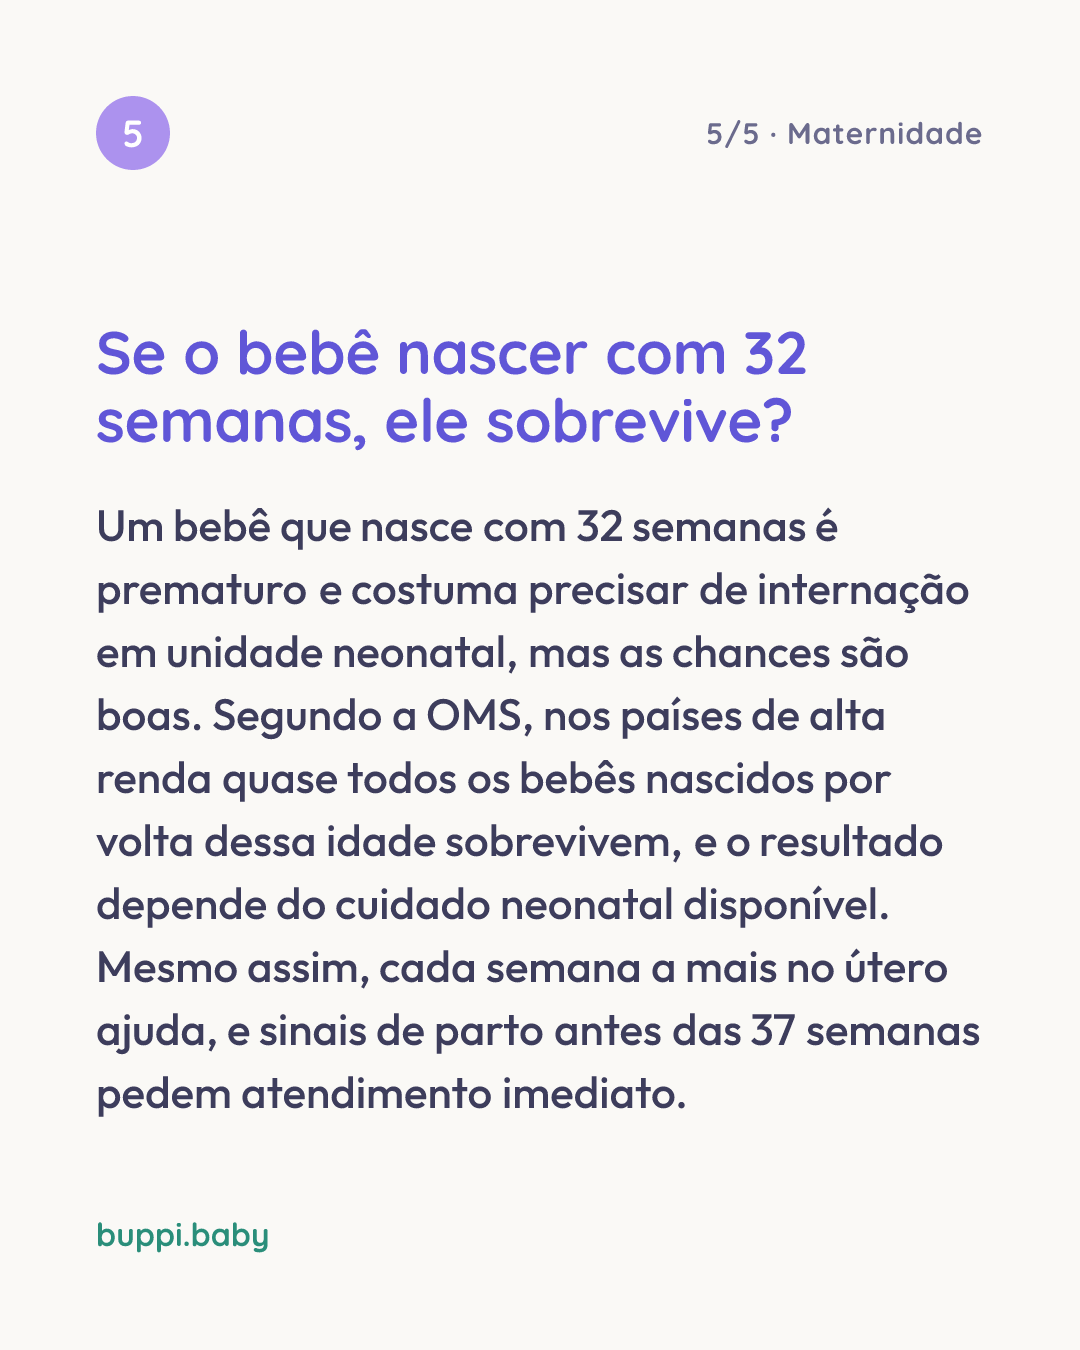 5
5/5 · Maternidade
Se o bebê nascer com 32
semanas, ele sobrevive?
Um bebê que nasce com 32 semanas é
prematuro e costuma precisar de internação
em unidade neonatal, mas as chances são
boas. Segundo a OMS, nos países de alta
renda quase todos os bebês nascidos por
volta dessa idade sobrevivem, e o resultado
depende do cuidado neonatal disponível.
Mesmo assim, cada semana a mais no útero
ajuda, e sinais de parto antes das 37 semanas
pedem atendimento imediato.
buppi.baby